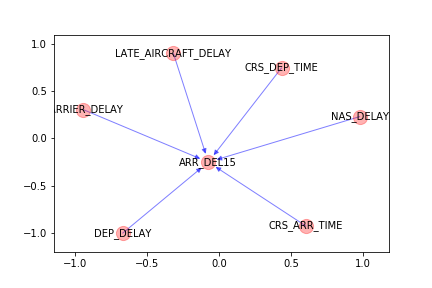 1.0
LATE_AIRCRAFT_DELAY
CRS_DEP_TIME
0.5
RRIER_DELAY
NAS_DELAY
0.0
ARR_DEL15
−0.5
DEP_DELAY
CRS_ARR_TIME
−1.0
−1.0 −0.5 0.0 0.5 1.0